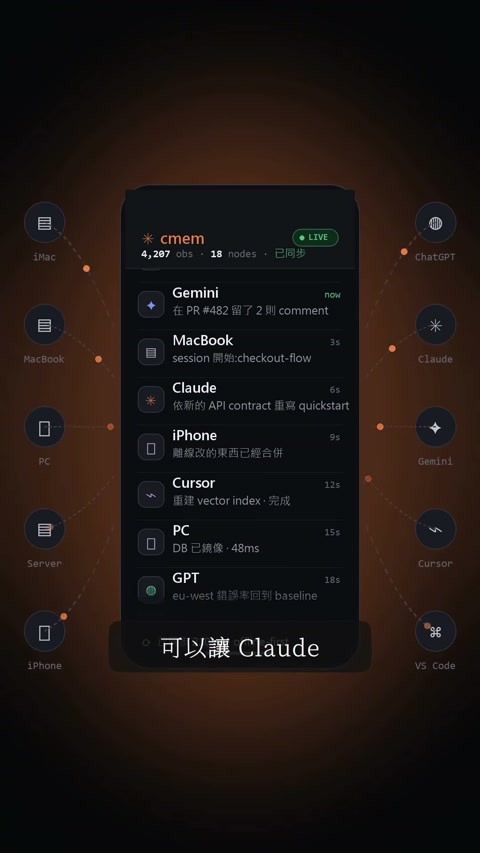 cmem
LIVE
4,207 obs · 18 nodes · 已同步
Gemini
now
在 PR #482 留了 2 則 comment
MacBook
3s
session 開始:checkout-flow
Claude
6s
依新的 API contract 重寫 quickstart
iPhone
9s
離線改的東西已經合併
Cursor
12s
重建 vector index · 完成
PC
15s
DB 已鏡像 · 48ms
GPT
18s
eu-west 錯誤率回到 baseline
可以讓 Claude
iMac
MacBook
PC
Server
iPhone
ChatGPT
Claude
Gemini
Cursor
VS Code